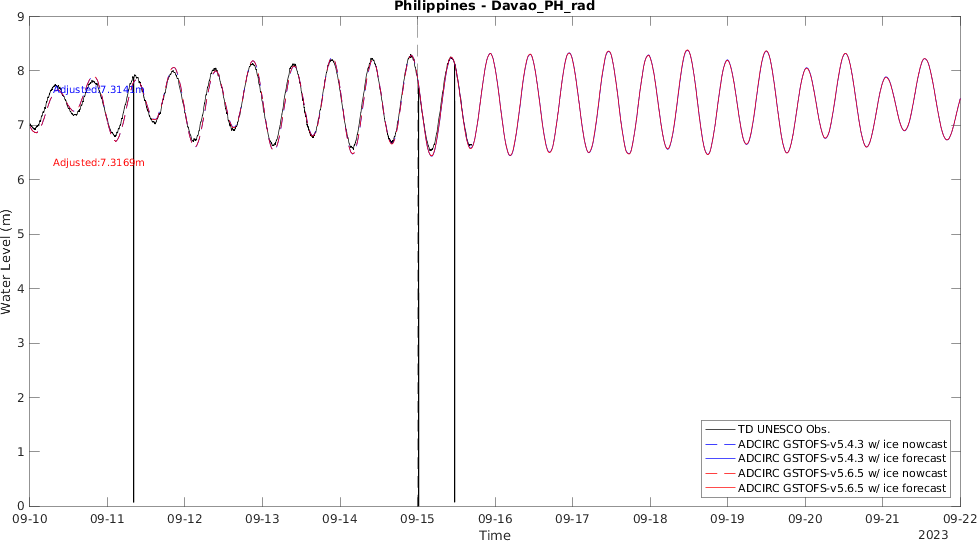 Philippines - Davao_PH_rad
9
8
7
6
5
4
3
2
1
0
Water Level (m)
Adjusted:7.3141m
Adjusted:7.3169m
TD UNESCO Obs.
ADCIRC GSTOFS-v5.4.3 w/ ice nowcast
ADCIRC GSTOFS-v5.4.3 w/ ice forecast
ADCIRC GSTOFS-v5.6.5 w/ ice nowcast
ADCIRC GSTOFS-v5.6.5 w/ ice forecast
09-10 09-11 09-12 09-13 09-14 09-15 09-16 09-17 09-18 09-19 09-20 09-21 09-22
Time
2023